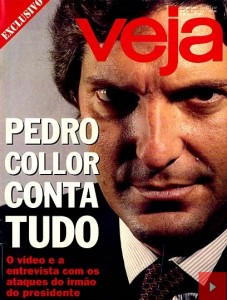 EXCLUSIVO
veja
PEDRO
COLLOR
CONTA
TUDO
O vídeo e a
entrevista com os
ataques do irmão
do presidente